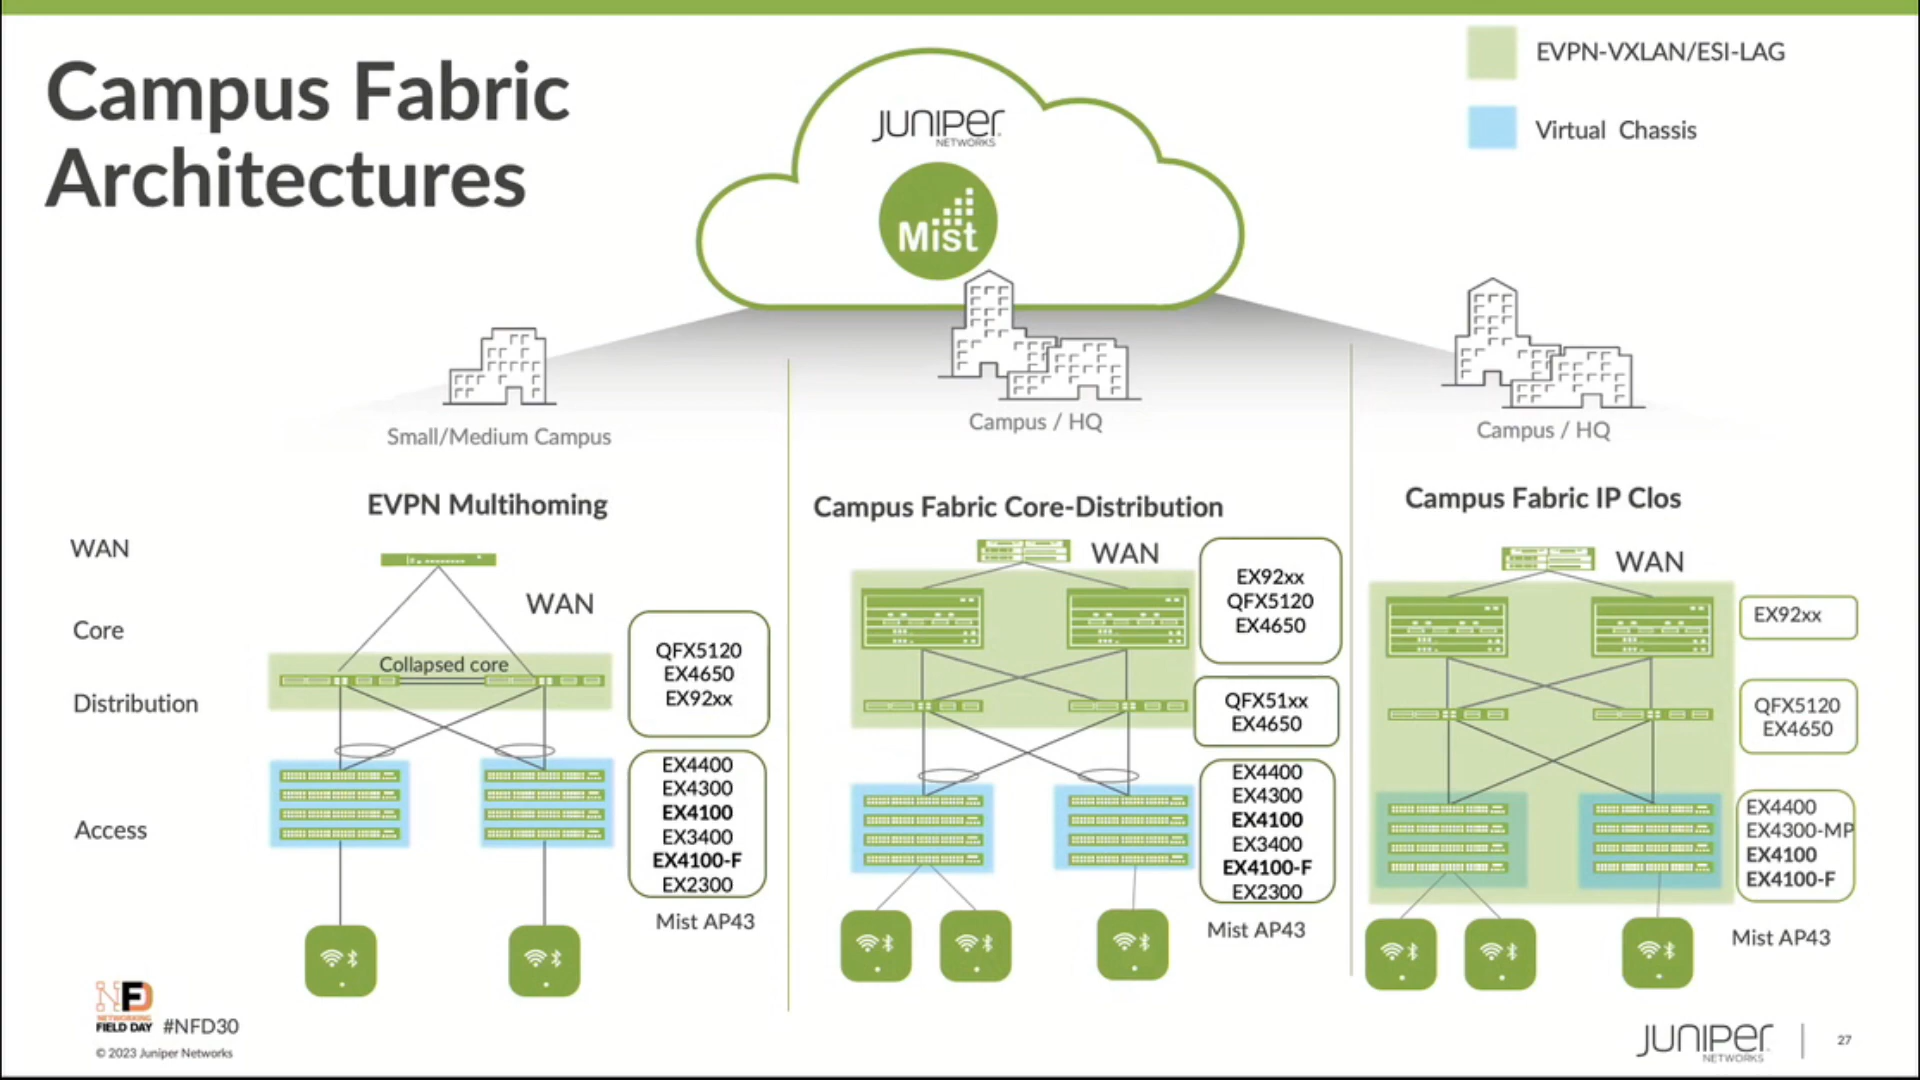 Campus Fabric
Architectures
JUNIPER
NETWORKS
Mist
EVPN-VXLAN/ESI-LAG
Virtual Chassis
Small/Medium Campus
Campus / HQ
Campus / HQ
EVPN Multihoming
Campus Fabric Core-Distribution
Campus Fabric IP Clos
WAN
Core
Distribution
Access
WAN
Collapsed core
QFX5120
EX4650
EX92xx
EX4400
EX4300
EX4100
EX3400
EX4100-F
EX2300
Mist AP43
WAN
EX92xx
QFX5120
EX4650
QFX51xx
EX4650
EX4400
EX4300
EX4100
EX3400
EX4100-F
EX2300
Mist AP43
WAN
EX92xx
QFX5120
EX4650
EX4400
EX4300-MP
EX4100
EX4100-F
Mist AP43
NFD
NETWORKING
FIELD DAY
#NFD30
© 2023 Juniper Networks
JUNIPER
NETWORKS
27